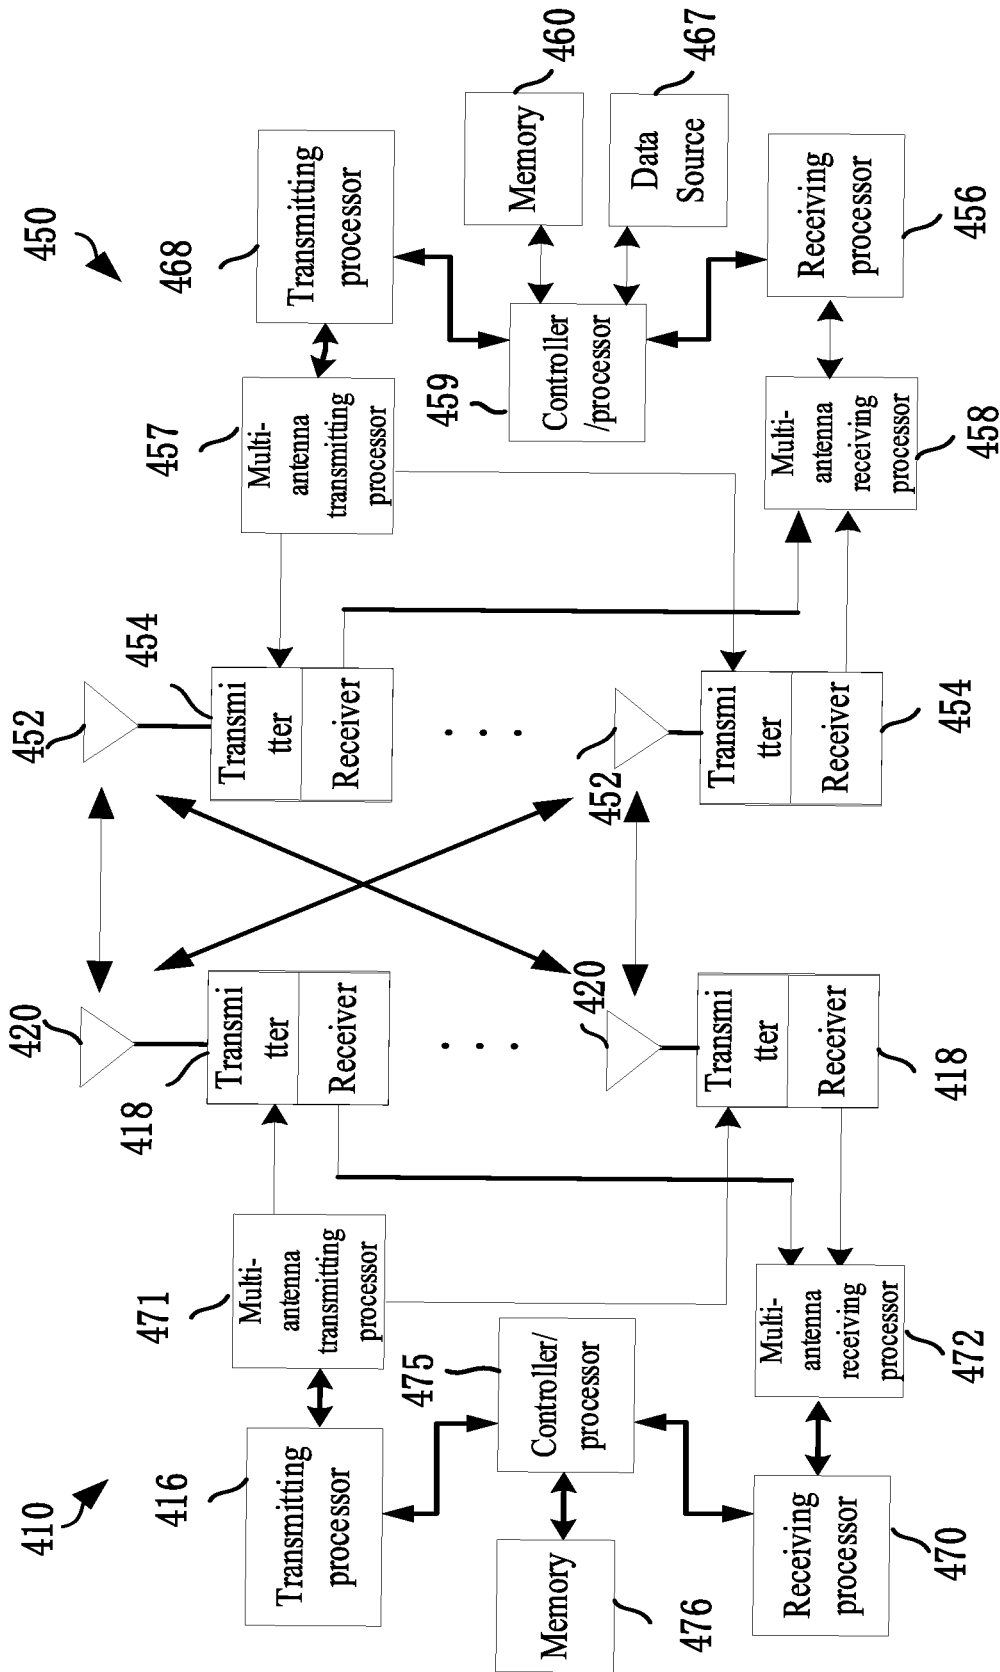 410
450
420
452
416
471
418
454
457
468
Transmitting
processor
Multi-
antenna
transmitting
processor
Transmi
tter
Receiver
Transmi
tter
Receiver
Multi-
antenna
transmitting
processor
Transmitting
processor
475
459
460
Memory
Controller/
processor
. . .
. . .
Controller
/processor
Memory
476
420
452
467
Data
Source
Receiving
processor
Multi-
antenna
receiving
processor
Transmi
tter
Receiver
Transmi
tter
Receiver
Multi-
antenna
receiving
processor
Receiving
processor
470
472
418
454
458
456